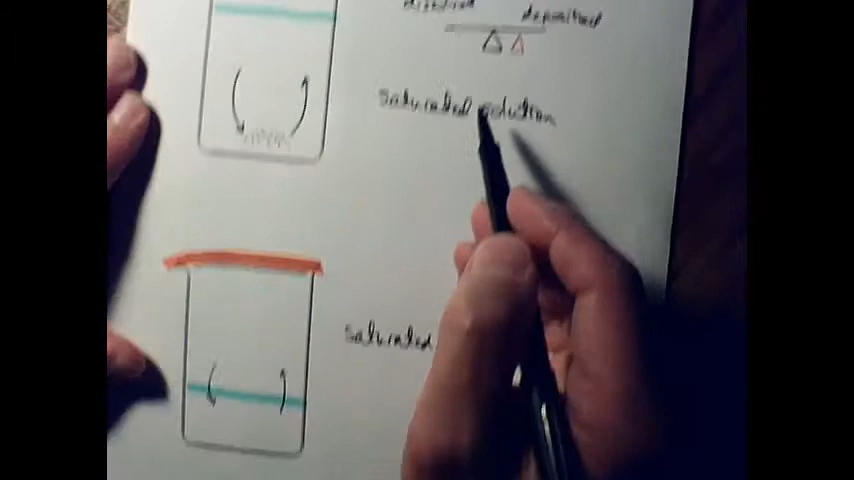 dissolved
deposited
saturated solution
saturated